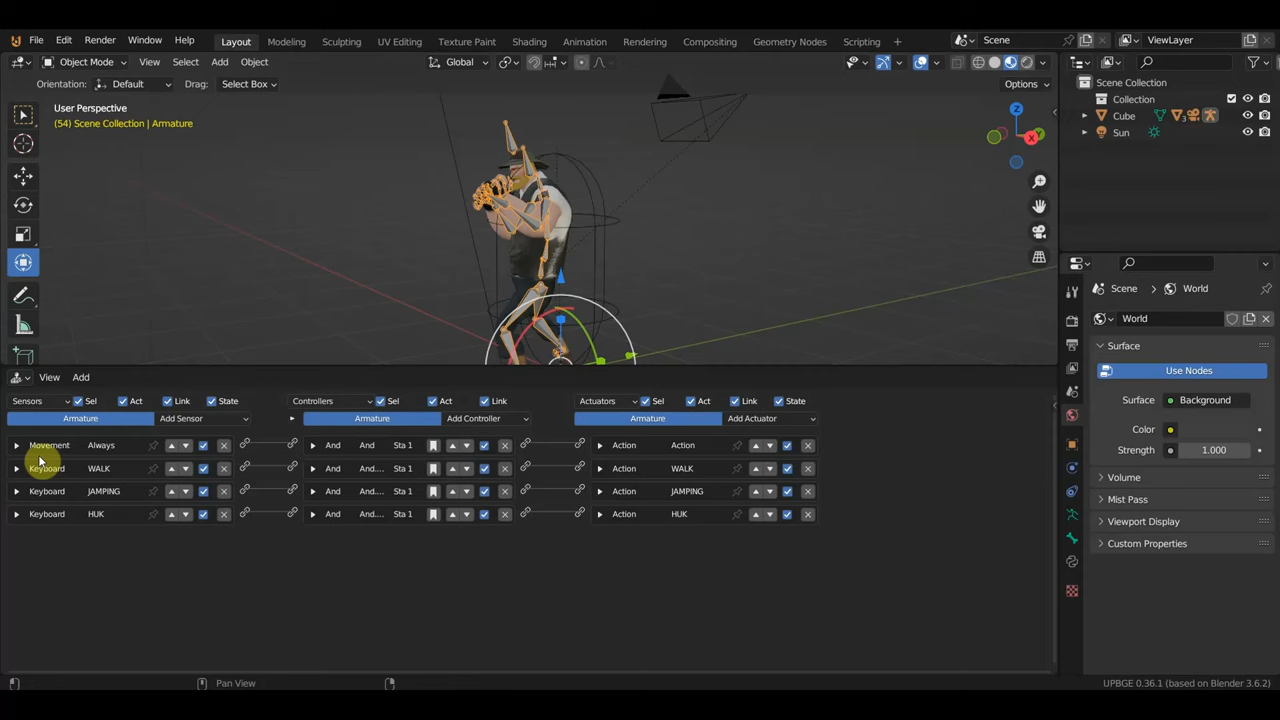 File Edit Render Window Help Layout Modeling Sculpting UV Editing Texture Paint Shading Animation Rendering Compositing Geometry Nodes Scripting + Scene ViewLayer
Object Mode View Select Add Object Global
Orientation: Default Drag: Select Box Options
User Perspective
(54) Scene Collection | Armature
Z
X
Y
Scene Collection
Collection
Cube 3
Sun
Scene World
World
Surface
Use Nodes
Surface Background
Color
Strength 1.000
Volume
Mist Pass
Viewport Display
Custom Properties
View Add
Sensors Sel Act Link State Controllers Sel Act Link Actuators Sel Act Link State
Armature Add Sensor Armature Add Controller Armature Add Actuator
Movement Always And And Sta 1 Action Action
Keyboard WALK And And... Sta 1 Action WALK
Keyboard JAMPING And And... Sta 1 Action JAMPING
Keyboard HUK And And... Sta 1 Action HUK
Pan View UPBGE 0.36.1 (based on Blender 3.6.2)